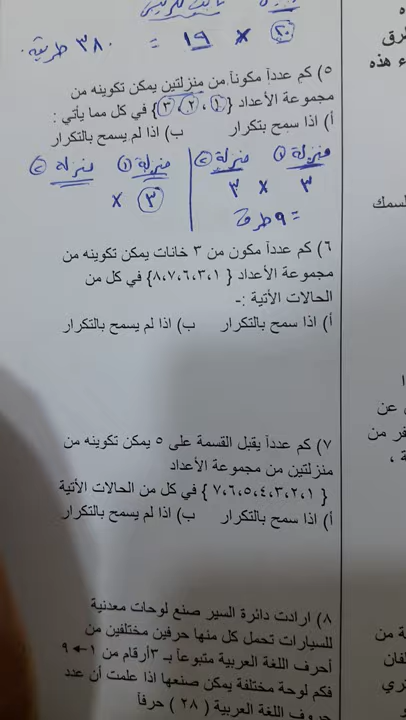 ٢٠ × ١٩ = ٣٨٠ طريقة
٥) كم عدداً مكوناً من منزلتين يمكن تكوينه من
مجموعة الأعداد {١ ، ٢ ، ٣} في كل مما يأتي :
أ) اذا سمح بتكرار ب) اذا لم يسمح بالتكرار
منزلة ① منزلة ② منزلة ① منزلة ②
٣ × ٣ ٣ ×
= ٩ طرق
٦) كم عدداً مكون من ٣ خانات يمكن تكوينه من
مجموعة الأعداد { ٨،٧،٦،٣،١} في كل من
الحالات الأتية :-
أ) اذا سمح بالتكرار ب) اذا لم يسمح بالتكرار
٧) كم عدداً يقبل القسمة على ٥ يمكن تكوينه من
منزلتين من مجموعة الأعداد
{ ٧،٦،٥،٤،٣،٢،١ } في كل من الحالات الأتية
أ) اذا سمح بالتكرار ب) اذا لم يسمح بالتكرار
٨) ارادت دائرة السير صنع لوحات معدنية
للسيارات تحمل كل منها حرفين مختلفين من
أحرف اللغة العربية متبوعاً بـ ٣أرقام من ١ ← ٩
فكم لوحة مختلفة يمكن صنعها اذا علمت أن عدد
حروف اللغة العربية ( ٢٨ ) حرفاً